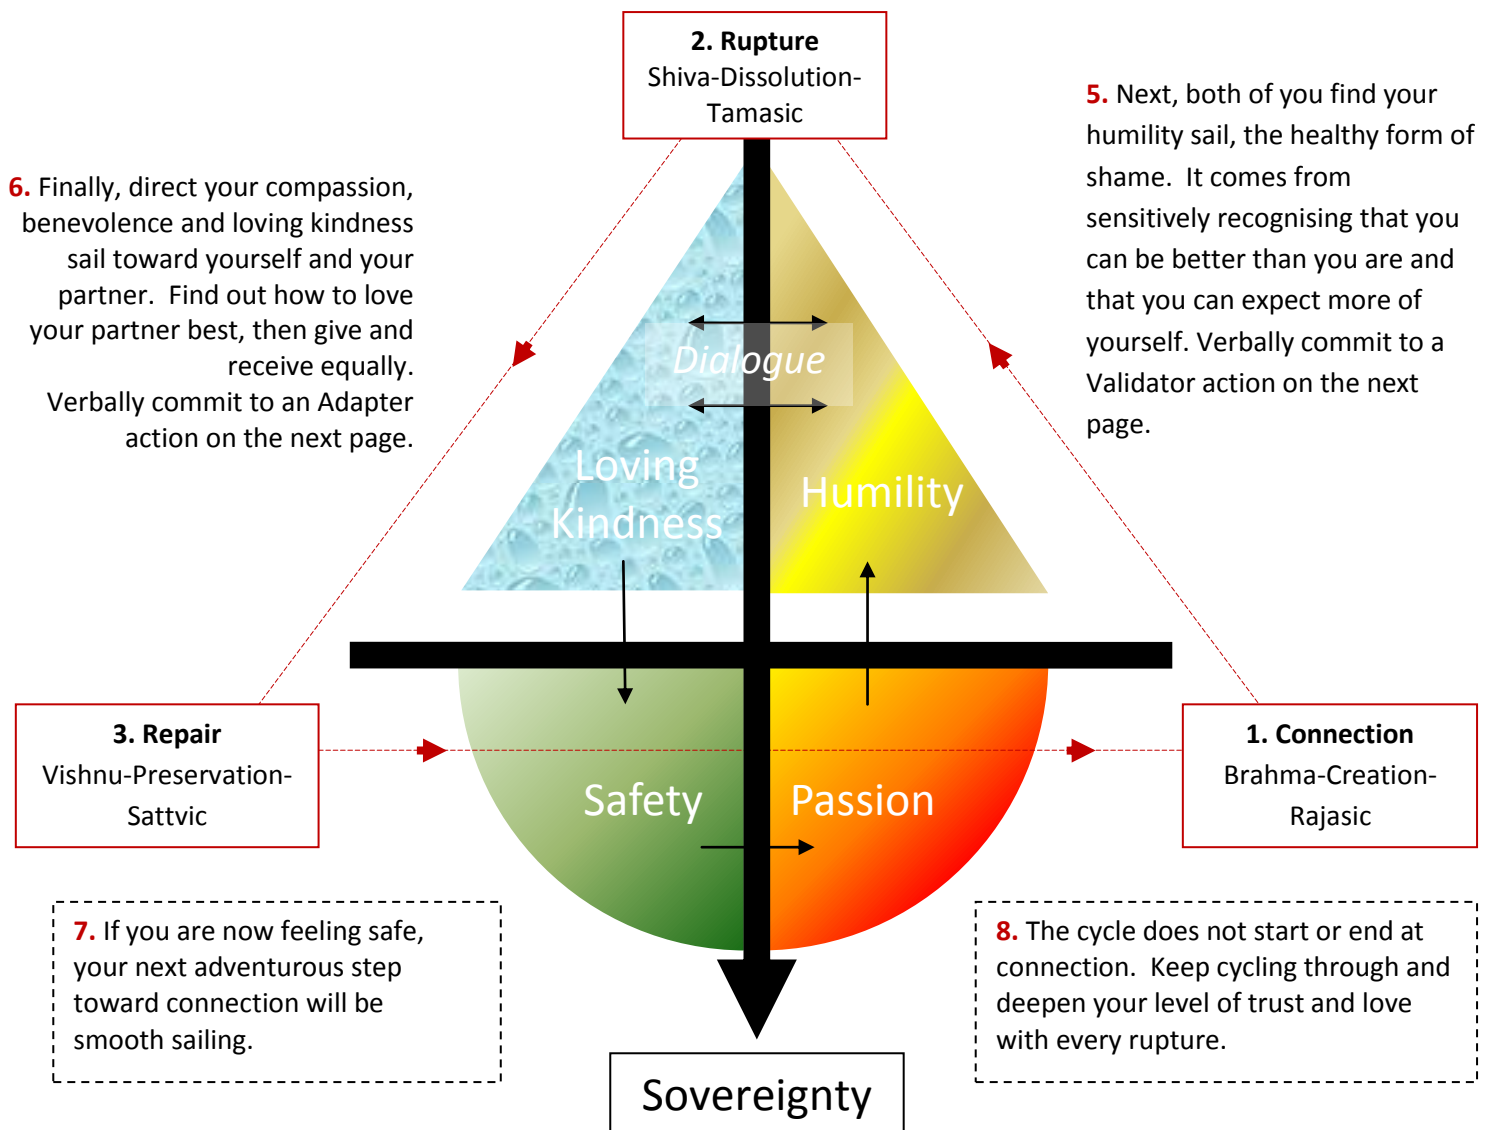 2. Rupture
Shiva-Dissolution-
Tamasic
5. Next, both of you find your
humility sail, the healthy form of
shame.  It comes from
sensitively recognising that you
can be better than you are and
that you can expect more of
yourself. Verbally commit to a
Validator action on the next
page.
6. Finally, direct your compassion,
benevolence and loving kindness
sail toward yourself and your
partner.  Find out how to love
your partner best, then give and
receive equally.
Verbally commit to an Adapter
action on the next page.
Dialogue
Loving
Kindness
Humility
3. Repair
Vishnu-Preservation-
Sattvic
Safety
Passion
1. Connection
Brahma-Creation-
Rajasic
7. If you are now feeling safe,
your next adventurous step
toward connection will be
smooth sailing.
8. The cycle does not start or end at
connection.  Keep cycling through and
deepen your level of trust and love
with every rupture.
Sovereignty